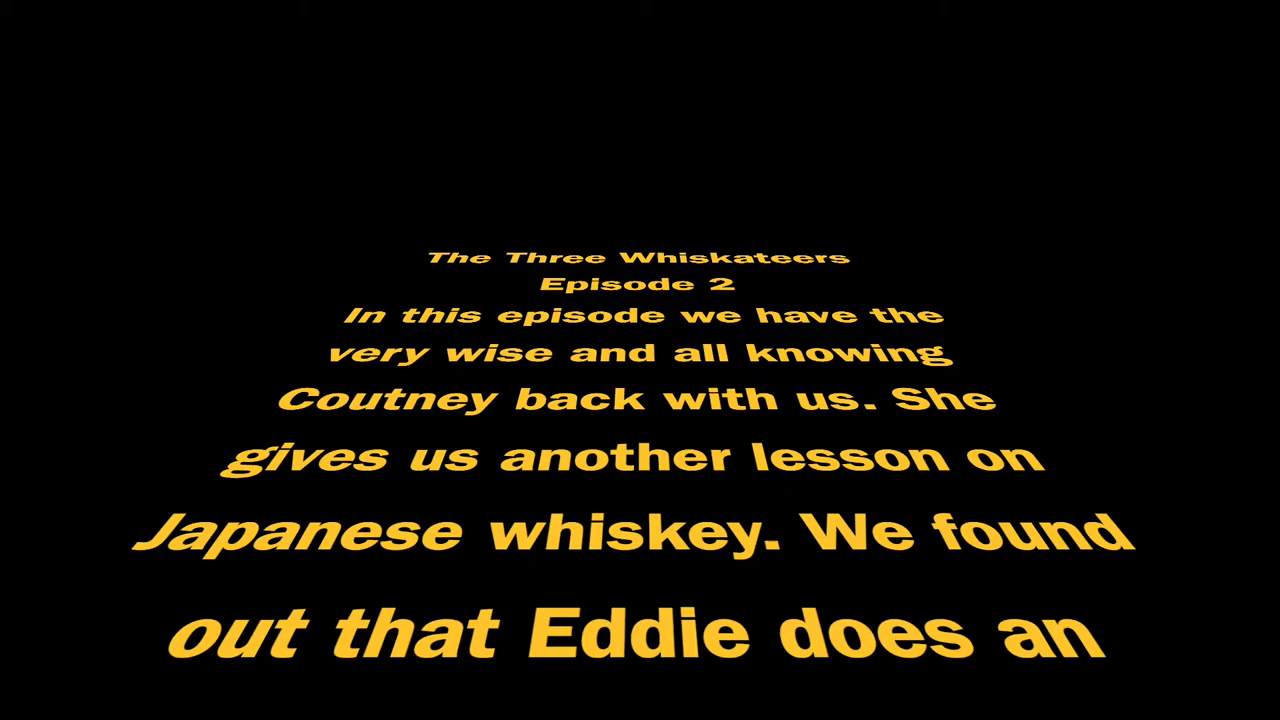 The Three Whiskateers
Episode 2
In this episode we have the
very wise and all knowing
Coutney back with us. She
gives us another lesson on
Japanese whiskey. We found
out that Eddie does an